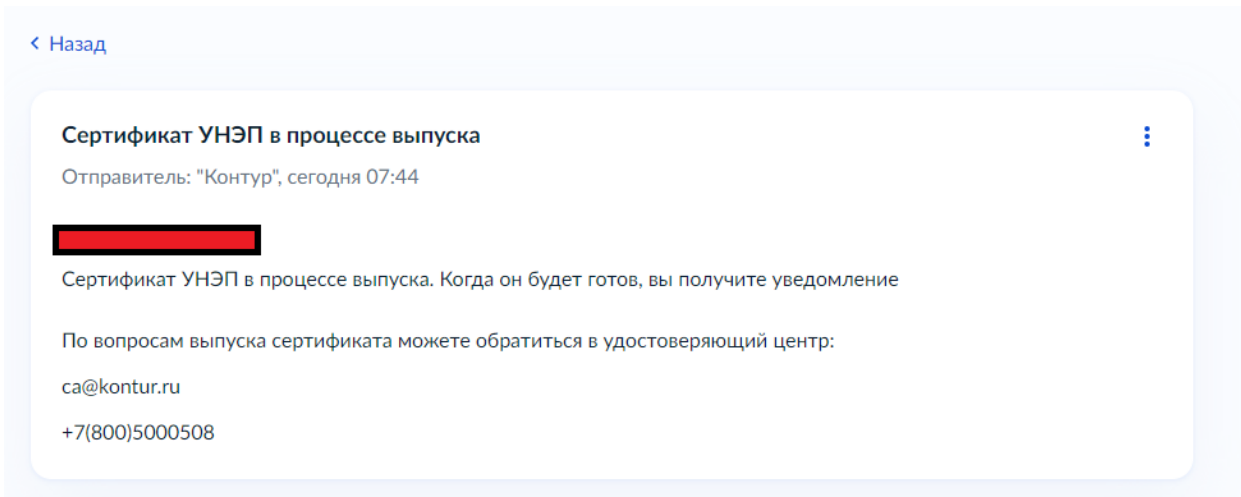 Назад
Сертификат УНЭП в процессе выпуска
Отправитель: "Контур", сегодня 07:44
Сертификат УНЭП в процессе выпуска. Когда он будет готов, вы получите уведомление
По вопросам выпуска сертификата можете обратиться в удостоверяющий центр:
ca@kontur.ru
+7(800)5000508